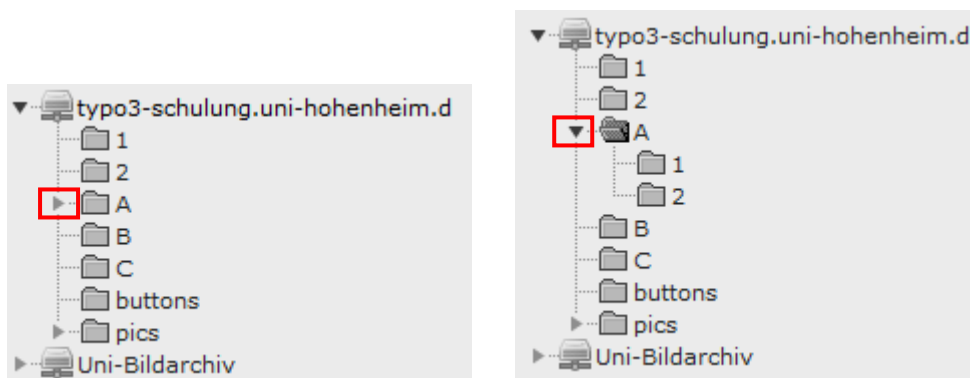 typo3-schulung.uni-hohenheim.d
1
2
A
B
C
buttons
pics
Uni-Bildarchiv
typo3-schulung.uni-hohenheim.d
1
2
A
1
2
B
C
buttons
pics
Uni-Bildarchiv